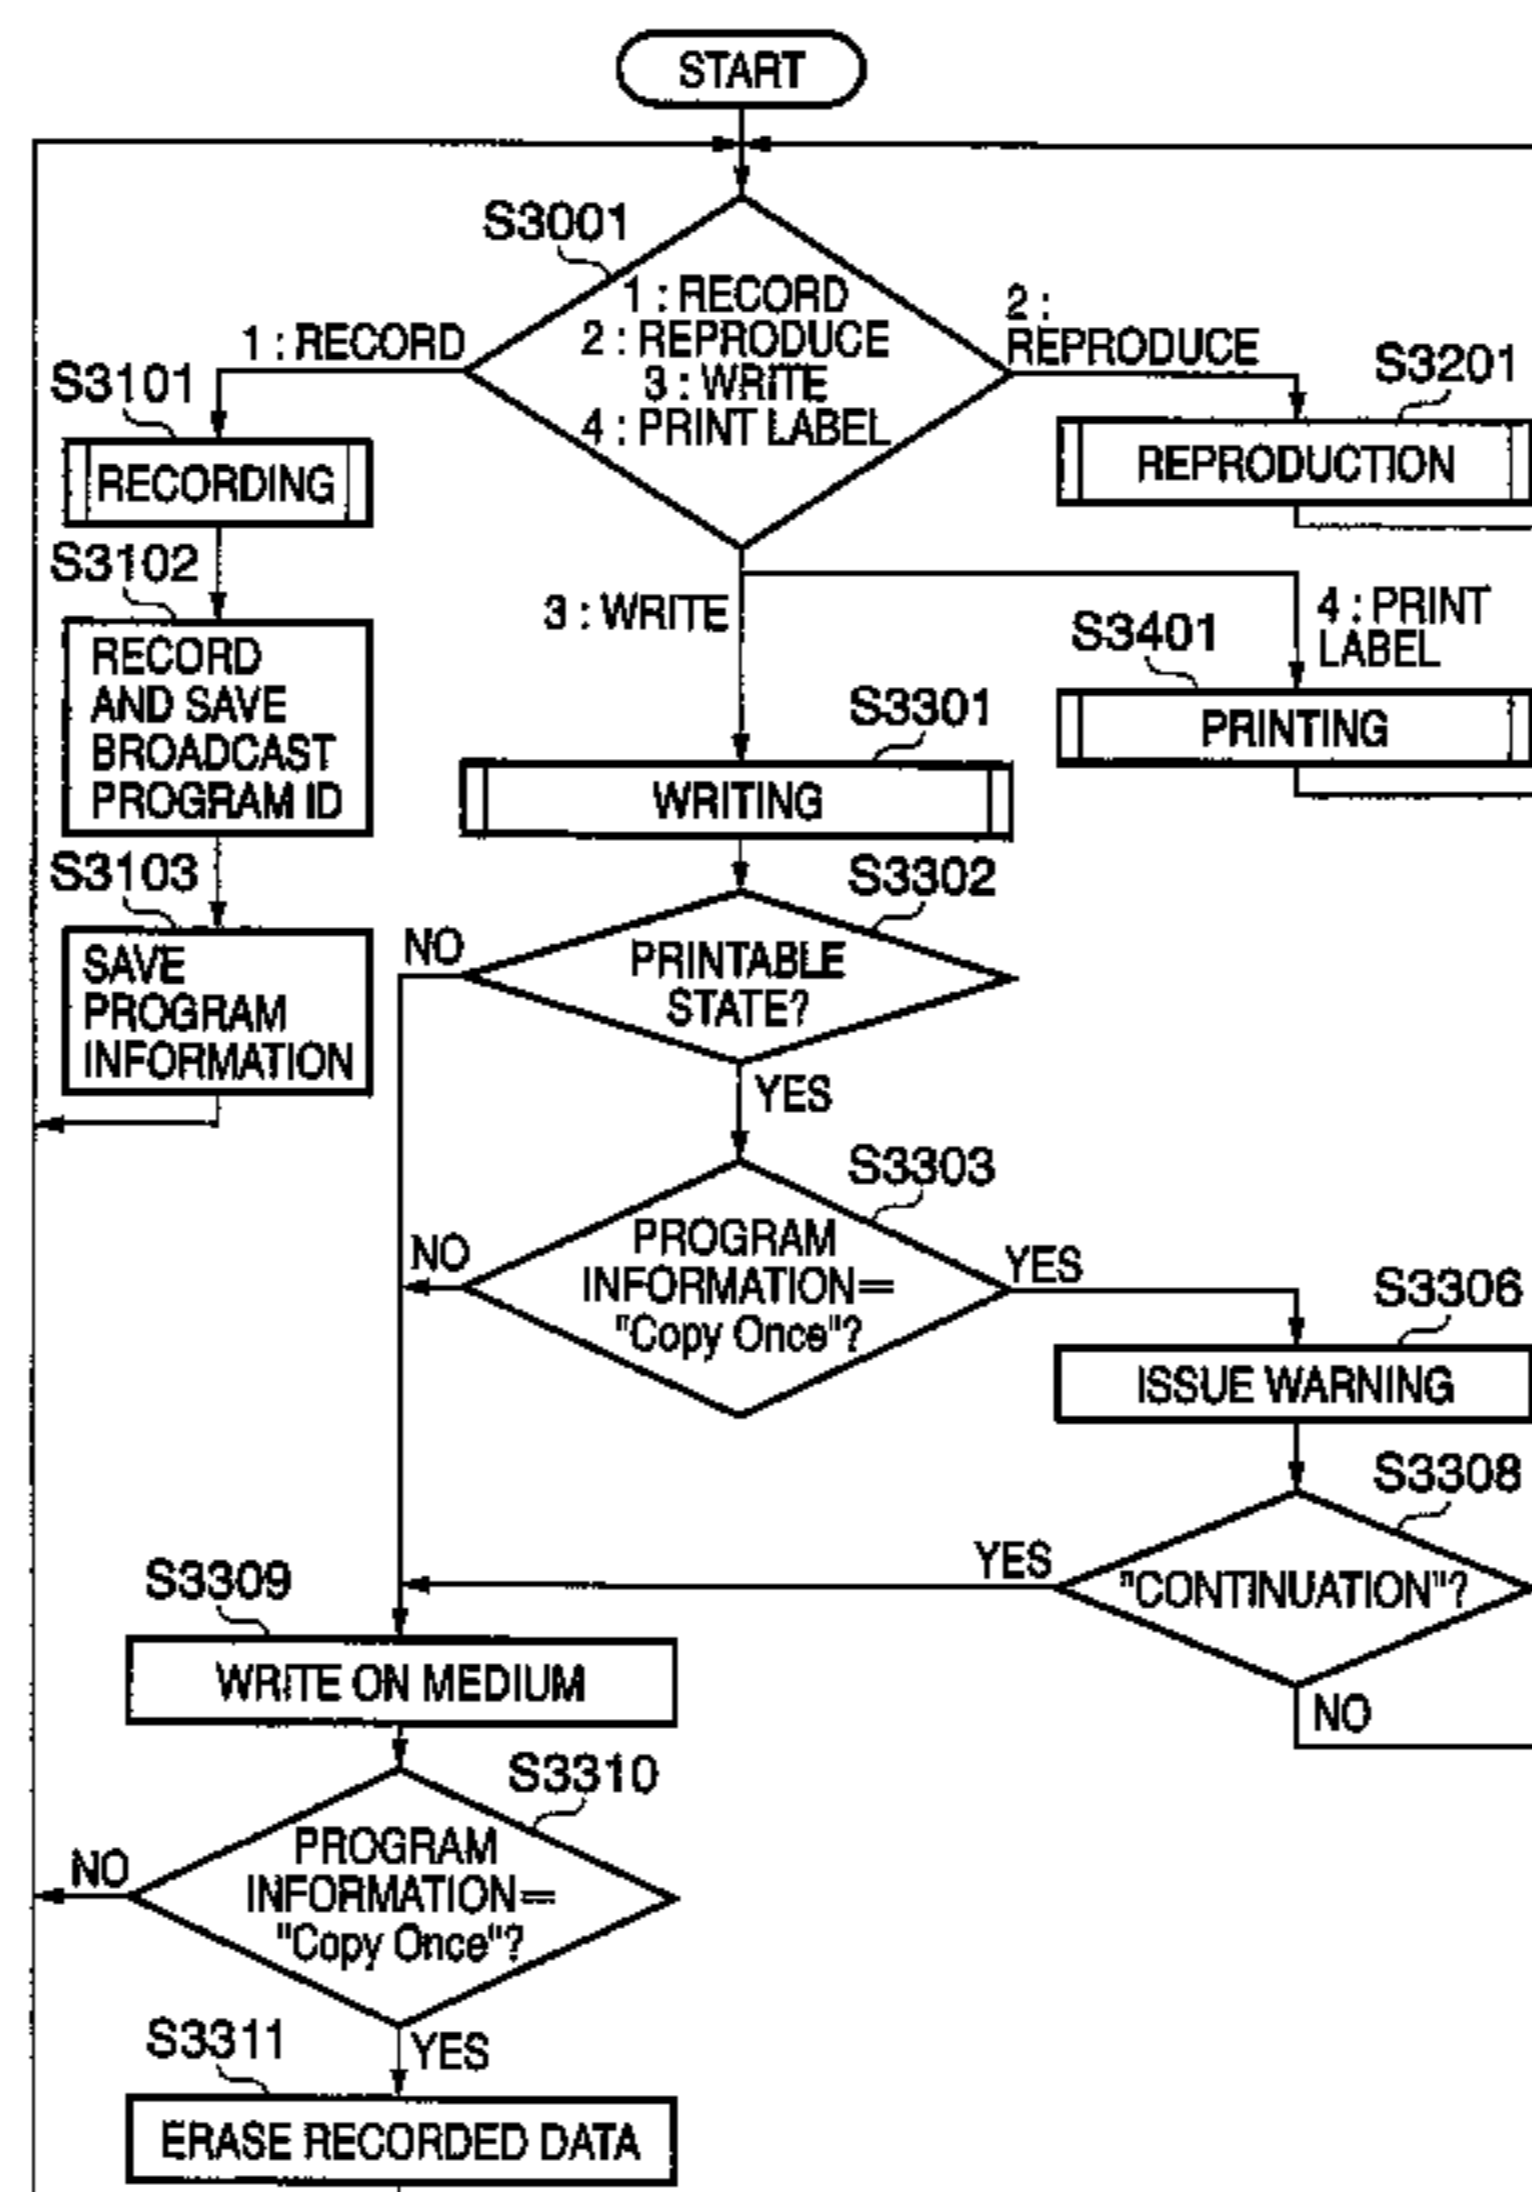 START
S3001
1 : RECORD
2 : REPRODUCE
3 : WRITE
4 : PRINT LABEL
1 : RECORD
2 :
REPRODUCE
S3101
RECORDING
S3201
REPRODUCTION
S3102
RECORD
AND SAVE
BROADCAST
PROGRAM ID
3 : WRITE
4 : PRINT
LABEL
S3401
PRINTING
S3301
WRITING
S3103
SAVE
PROGRAM
INFORMATION
S3302
PRINTABLE
STATE?
NO
YES
S3303
PROGRAM
INFORMATION=
"Copy Once"?
NO
YES
S3306
ISSUE WARNING
S3308
"CONTINUATION"?
YES
NO
S3309
WRITE ON MEDIUM
S3310
PROGRAM
INFORMATION=
"Copy Once"?
NO
YES
S3311
ERASE RECORDED DATA